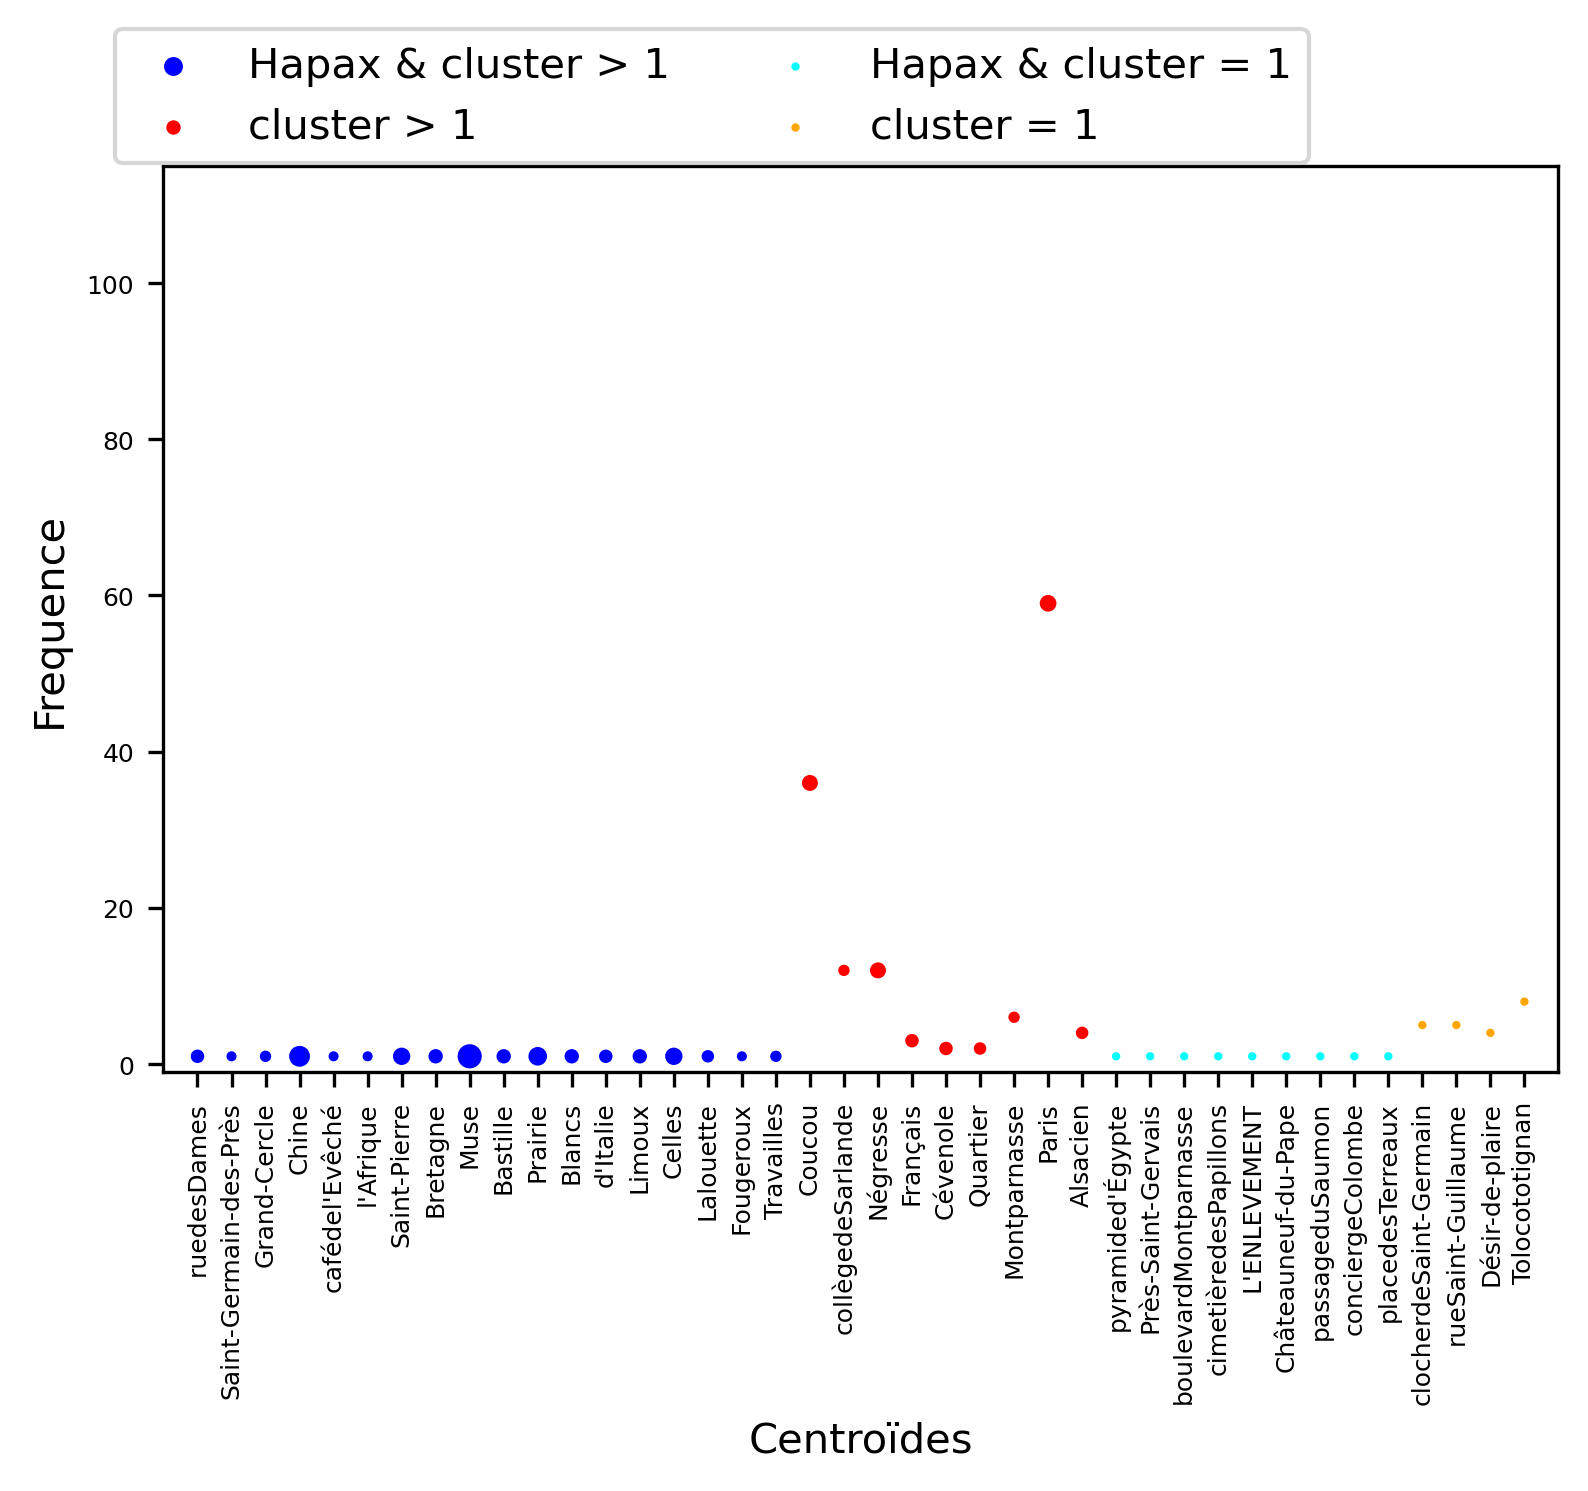 Hapax & cluster > 1
cluster > 1
Hapax & cluster = 1
cluster = 1
Frequence
100
80
60
40
20
0
ruedesDames
Saint-Germain-des-Près
Grand-Cercle
Chine
cafédel'Evêché
l'Afrique
Saint-Pierre
Bretagne
Muse
Bastille
Prairie
Blancs
d'Italie
Limoux
Celles
Lalouette
Fougeroux
Travailles
Coucou
collègedeSarlande
Négresse
Français
Cévenole
Quartier
Montparnasse
Paris
Alsacien
pyramided'Égypte
Près-Saint-Gervais
boulevardMontparnasse
cimetièredesPapillons
L'ENLEVEMENT
Châteauneuf-du-Pape
passageduSaumon
conciergeColombe
placedesTerreaux
clocherdeSaint-Germain
rueSaint-Guillaume
Désir-de-plaire
Tolocototignan
Centroïdes